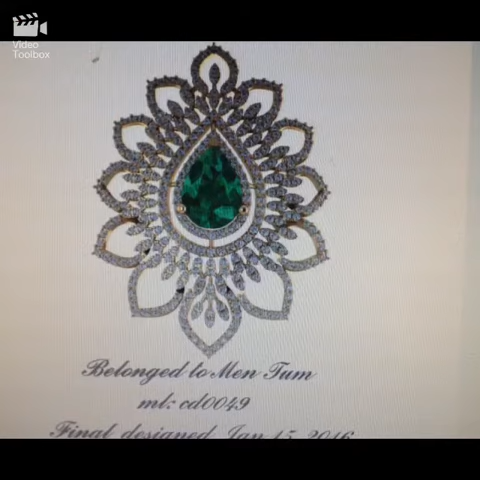 Video
Toolbox
Belonged to Men Tum
ml: cd0049
Final designed Jan 15, 2016